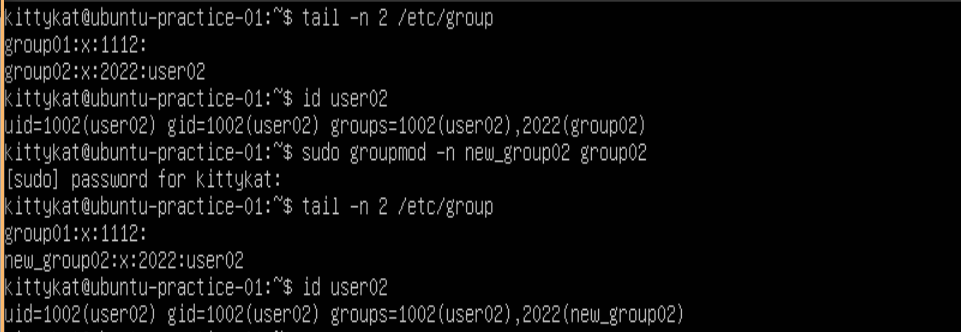 kittykat@ubuntu-practice-01:~$ tail -n 2 /etc/group
group01:x:1112:
group02:x:2022:user02
kittykat@ubuntu-practice-01:~$ id user02
uid=1002(user02) gid=1002(user02) groups=1002(user02),2022(group02)
kittykat@ubuntu-practice-01:~$ sudo groupmod -n new_group02 group02
[sudo] password for kittykat:
kittykat@ubuntu-practice-01:~$ tail -n 2 /etc/group
group01:x:1112:
new_group02:x:2022:user02
kittykat@ubuntu-practice-01:~$ id user02
uid=1002(user02) gid=1002(user02) groups=1002(user02),2022(new_group02)